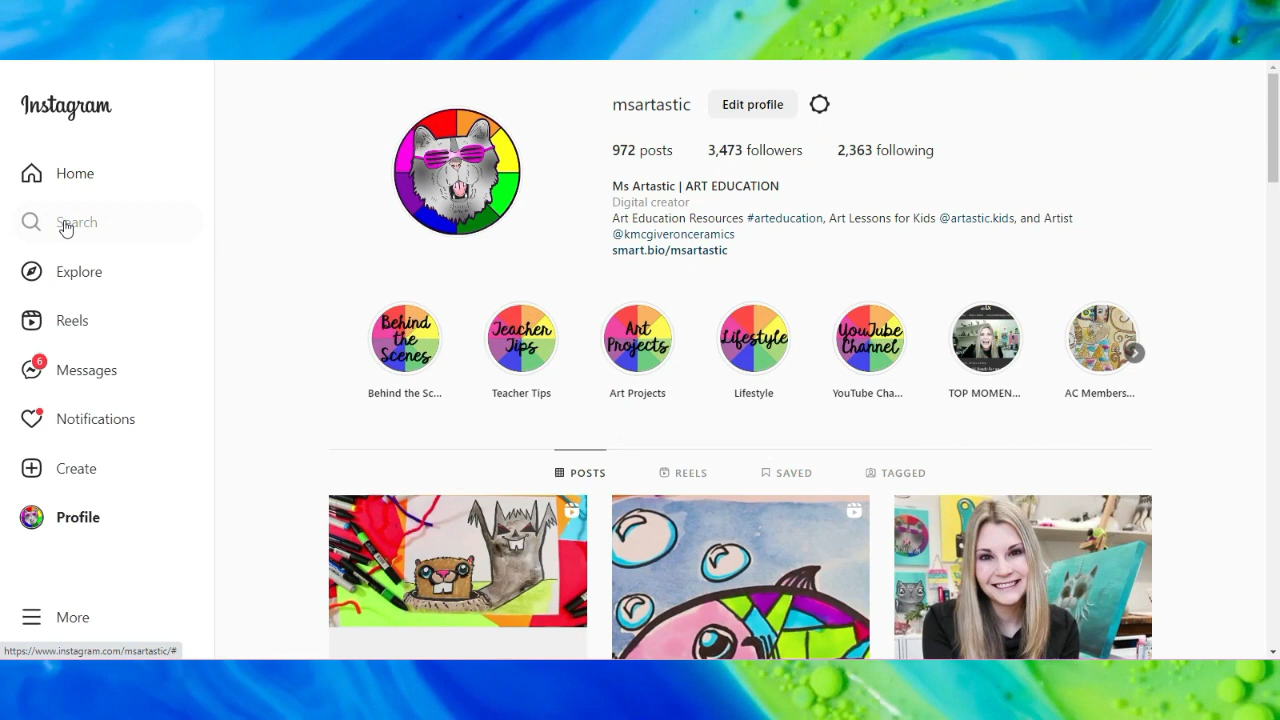 Instagram
Home
Search
Explore
Reels
6
Messages
Notifications
Create
Profile
More
https://www.instagram.com/msartastic/#
msartastic
Edit profile
972 posts 3,473 followers 2,363 following
Ms Artastic | ART EDUCATION
Digital creator
Art Education Resources #arteducation, Art Lessons for Kids @artastic.kids, and Artist
@kmcgiveronceramics
smart.bio/msartastic
Behind
the
Scenes
Teacher
Tips
Art
Projects
Lifestyle
YouTube
Channel
Behind the Sc... Teacher Tips Art Projects Lifestyle YouTube Cha... TOP MOMEN... AC Members...
POSTS REELS SAVED TAGGED